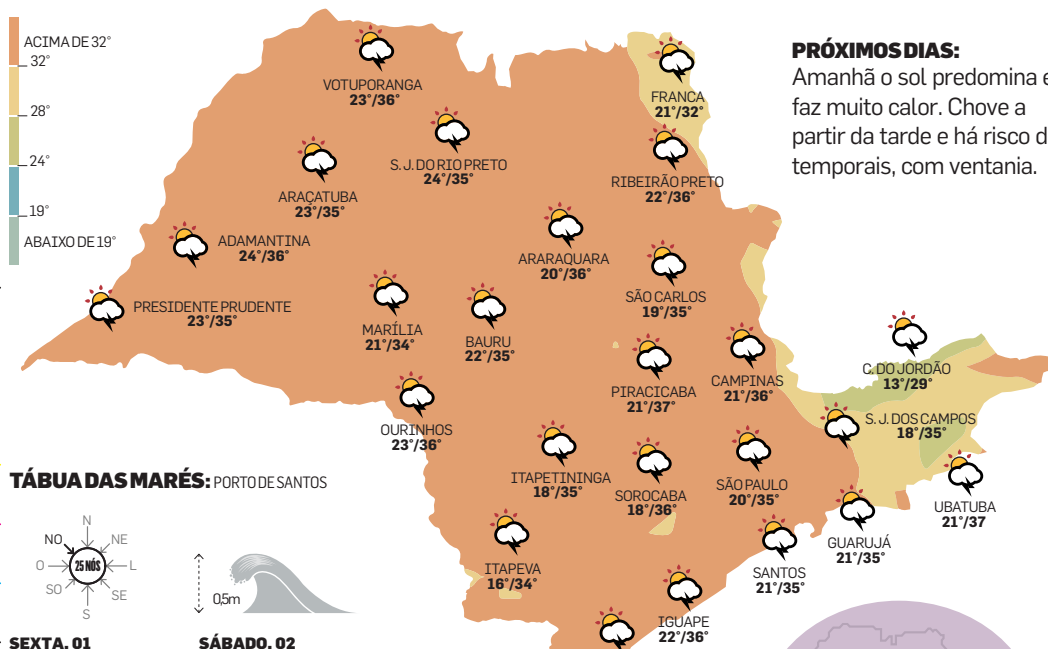 ACIMA DE 32°
32°
28°
24°
19°
ABAIXO DE 19°
VOTUPORANGA
23°/36°
FRANCA
21°/32°
S. J. DO RIO PRETO
24°/35°
RIBEIRÃO PRETO
22°/36°
ARAÇATUBA
23°/35°
ADAMANTINA
24°/36°
ARARAQUARA
20°/36°
SÃO CARLOS
19°/35°
PRESIDENTE PRUDENTE
23°/35°
MARÍLIA
21°/34°
BAURU
22°/35°
PIRACICABA
21°/37°
CAMPINAS
21°/36°
C. DO JORDÃO
13°/29°
S. J. DOS CAMPOS
18°/35°
OURINHOS
23°/36°
ITAPETININGA
18°/35°
SOROCABA
18°/36°
SÃO PAULO
20°/35°
UBATUBA
21°/37
GUARUJÁ
21°/35°
SANTOS
21°/35°
ITAPEVA
16°/34°
IGUAPE
22°/36°
PRÓXIMOS DIAS:
Amanhã o sol predomina e
faz muito calor. Chove a
partir da tarde e há risco d
temporais, com ventania.
TÁBUA DAS MARÉS: PORTO DE SANTOS
N
NO
NE
O
25 NÓS
L
SO
SE
S
0,5m
SEXTA, 01
SÁBADO, 02